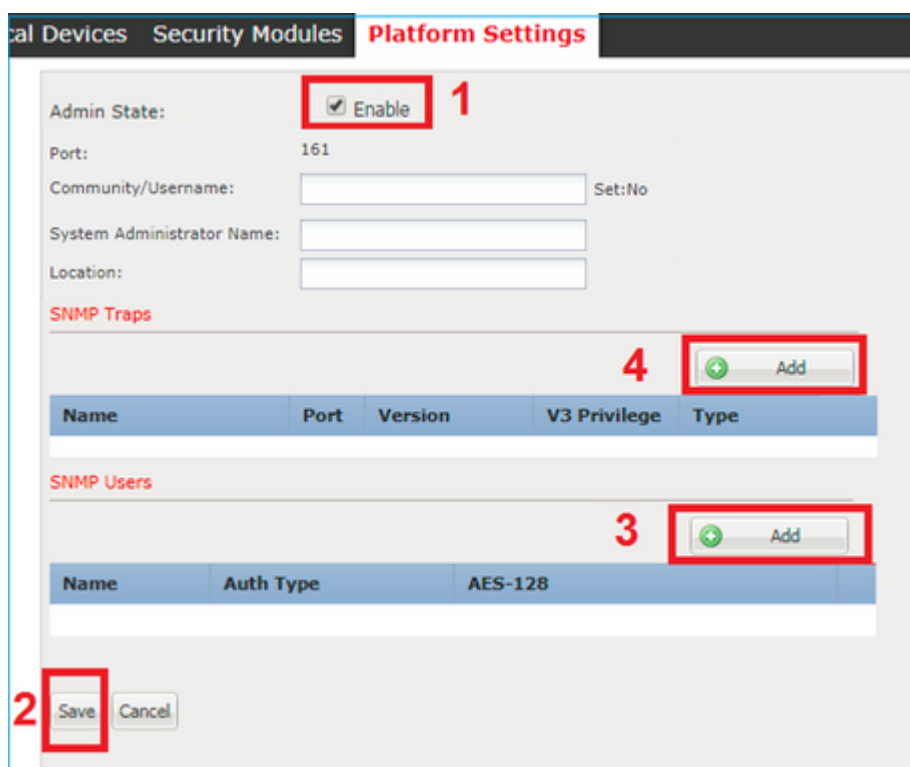 cal Devices Security Modules Platform Settings
Admin State: Enable 1
Port: 161
Community/Username: Set:No
System Administrator Name:
Location:
SNMP Traps
4 Add
Name Port Version V3 Privilege Type
SNMP Users
3 Add
Name Auth Type AES-128
2 Save Cancel